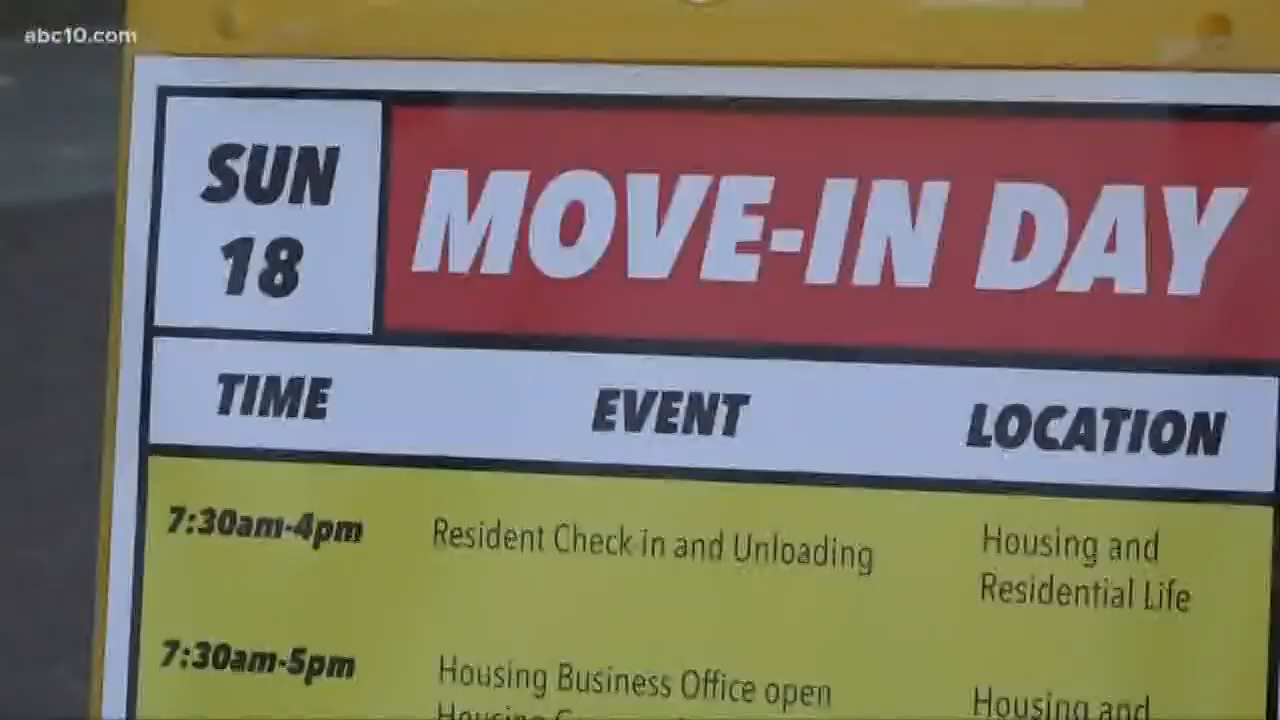 abc10.com
SUN
18
MOVE-IN DAY
TIME EVENT LOCATION
7:30am-4pm Resident Check in and Unloading Housing and
Residential Life
7:30am-5pm Housing Business Office open Housing and
Housing